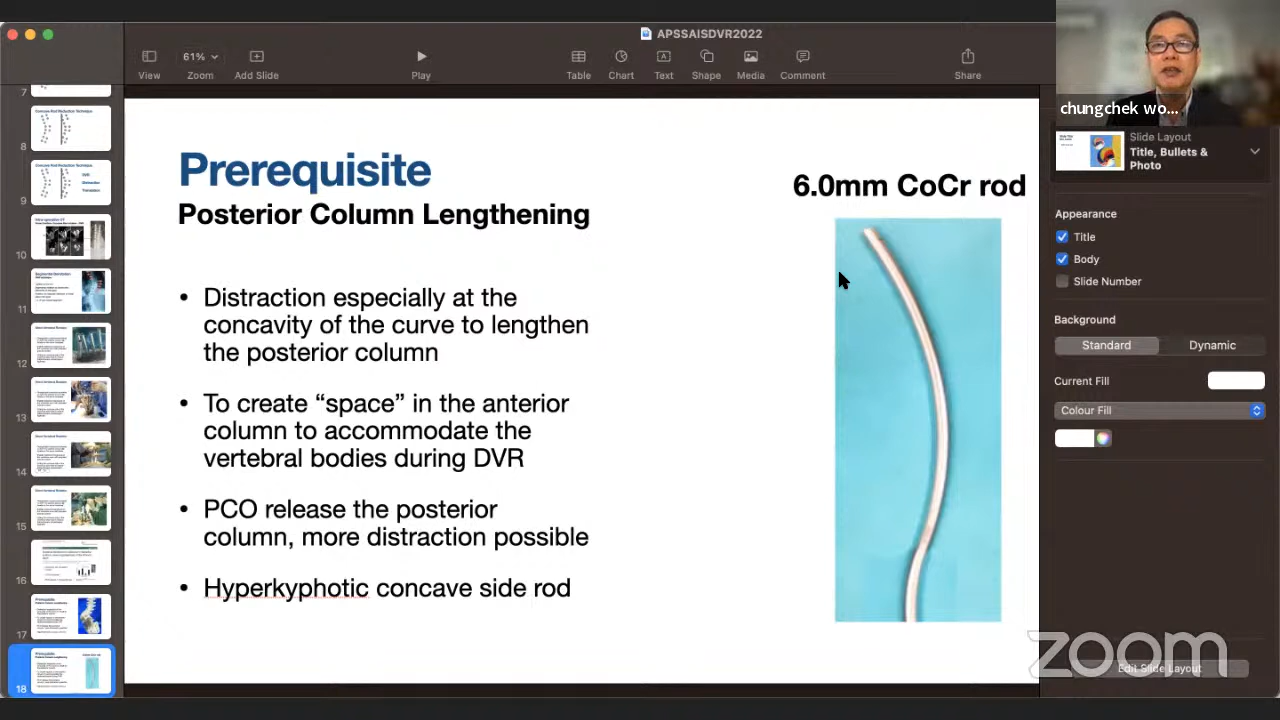 APSSAISDVR2022
61%
View
Zoom
Add Slide
Play
Table
Chart
Text
Shape
Media
Comment
Share
chungchek wo...
7
8
9
10
11
12
13
14
15
16
17
18
Prerequisite
Posterior Column Lengthening
6.0mm CoCr rod
• Distraction especially at the
concavity of the curve to lengthen
the posterior column
• To create “space” in the anterior
column to accommodate the
vertebral bodies during DVR
• PCO release the posterior
column, more distraction possible
• Hyperkyphotic concave side rod
Slide Layout
Title, Bullets &
Photo
Appearance
Title
Body
Slide Number
Background
Standard
Dynamic
Current Fill
Colour Fill
Edit Slide Layout
zoom